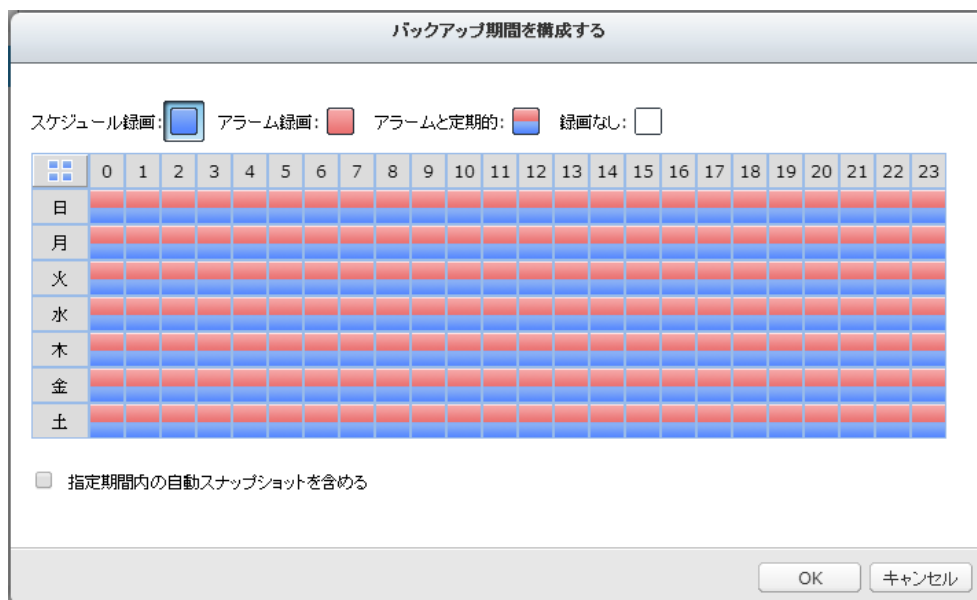 バックアップ期間を構成する
スケジュール録画: アラーム録画: アラームと定期的: 録画なし:
0 1 2 3 4 5 6 7 8 9 10 11 12 13 14 15 16 17 18 19 20 21 22 23
日
月
火
水
木
金
土
指定期間内の自動スナップショットを含める
OK キャンセル